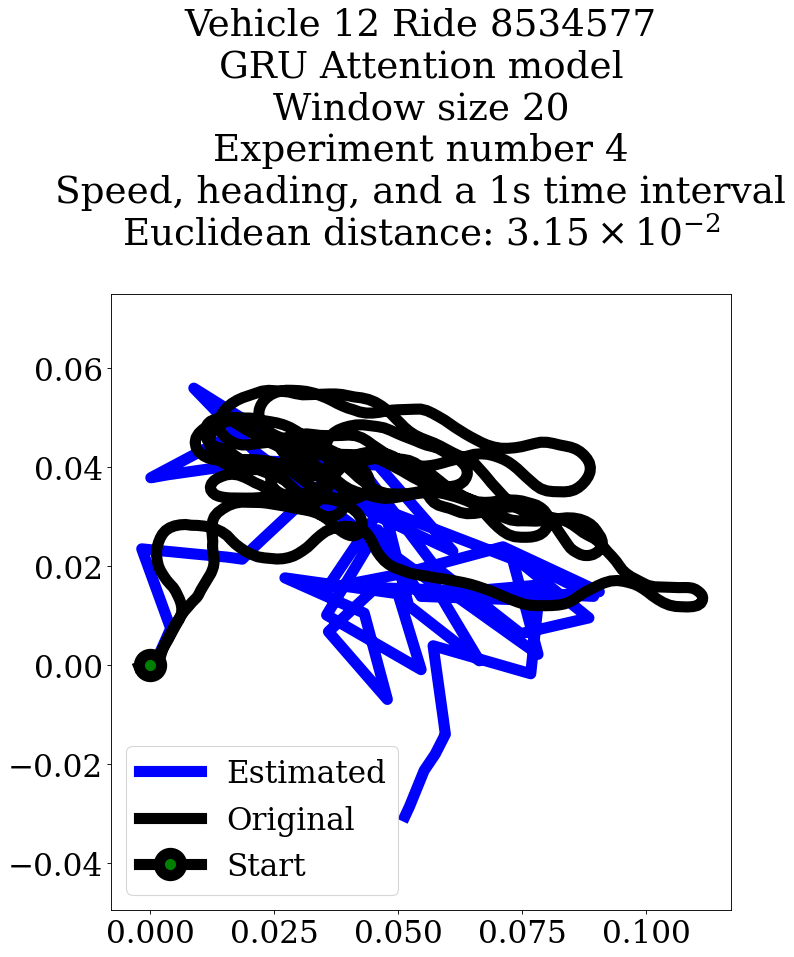 Vehicle 12 Ride 8534577
GRU Attention model
Window size 20
Experiment number 4
Speed, heading, and a 1s time interval
Euclidean distance: 3.15 × 10⁻²
0.06
0.04
0.02
0.00
−0.02
−0.04
Estimated
Original
Start
0.000 0.025 0.050 0.075 0.100